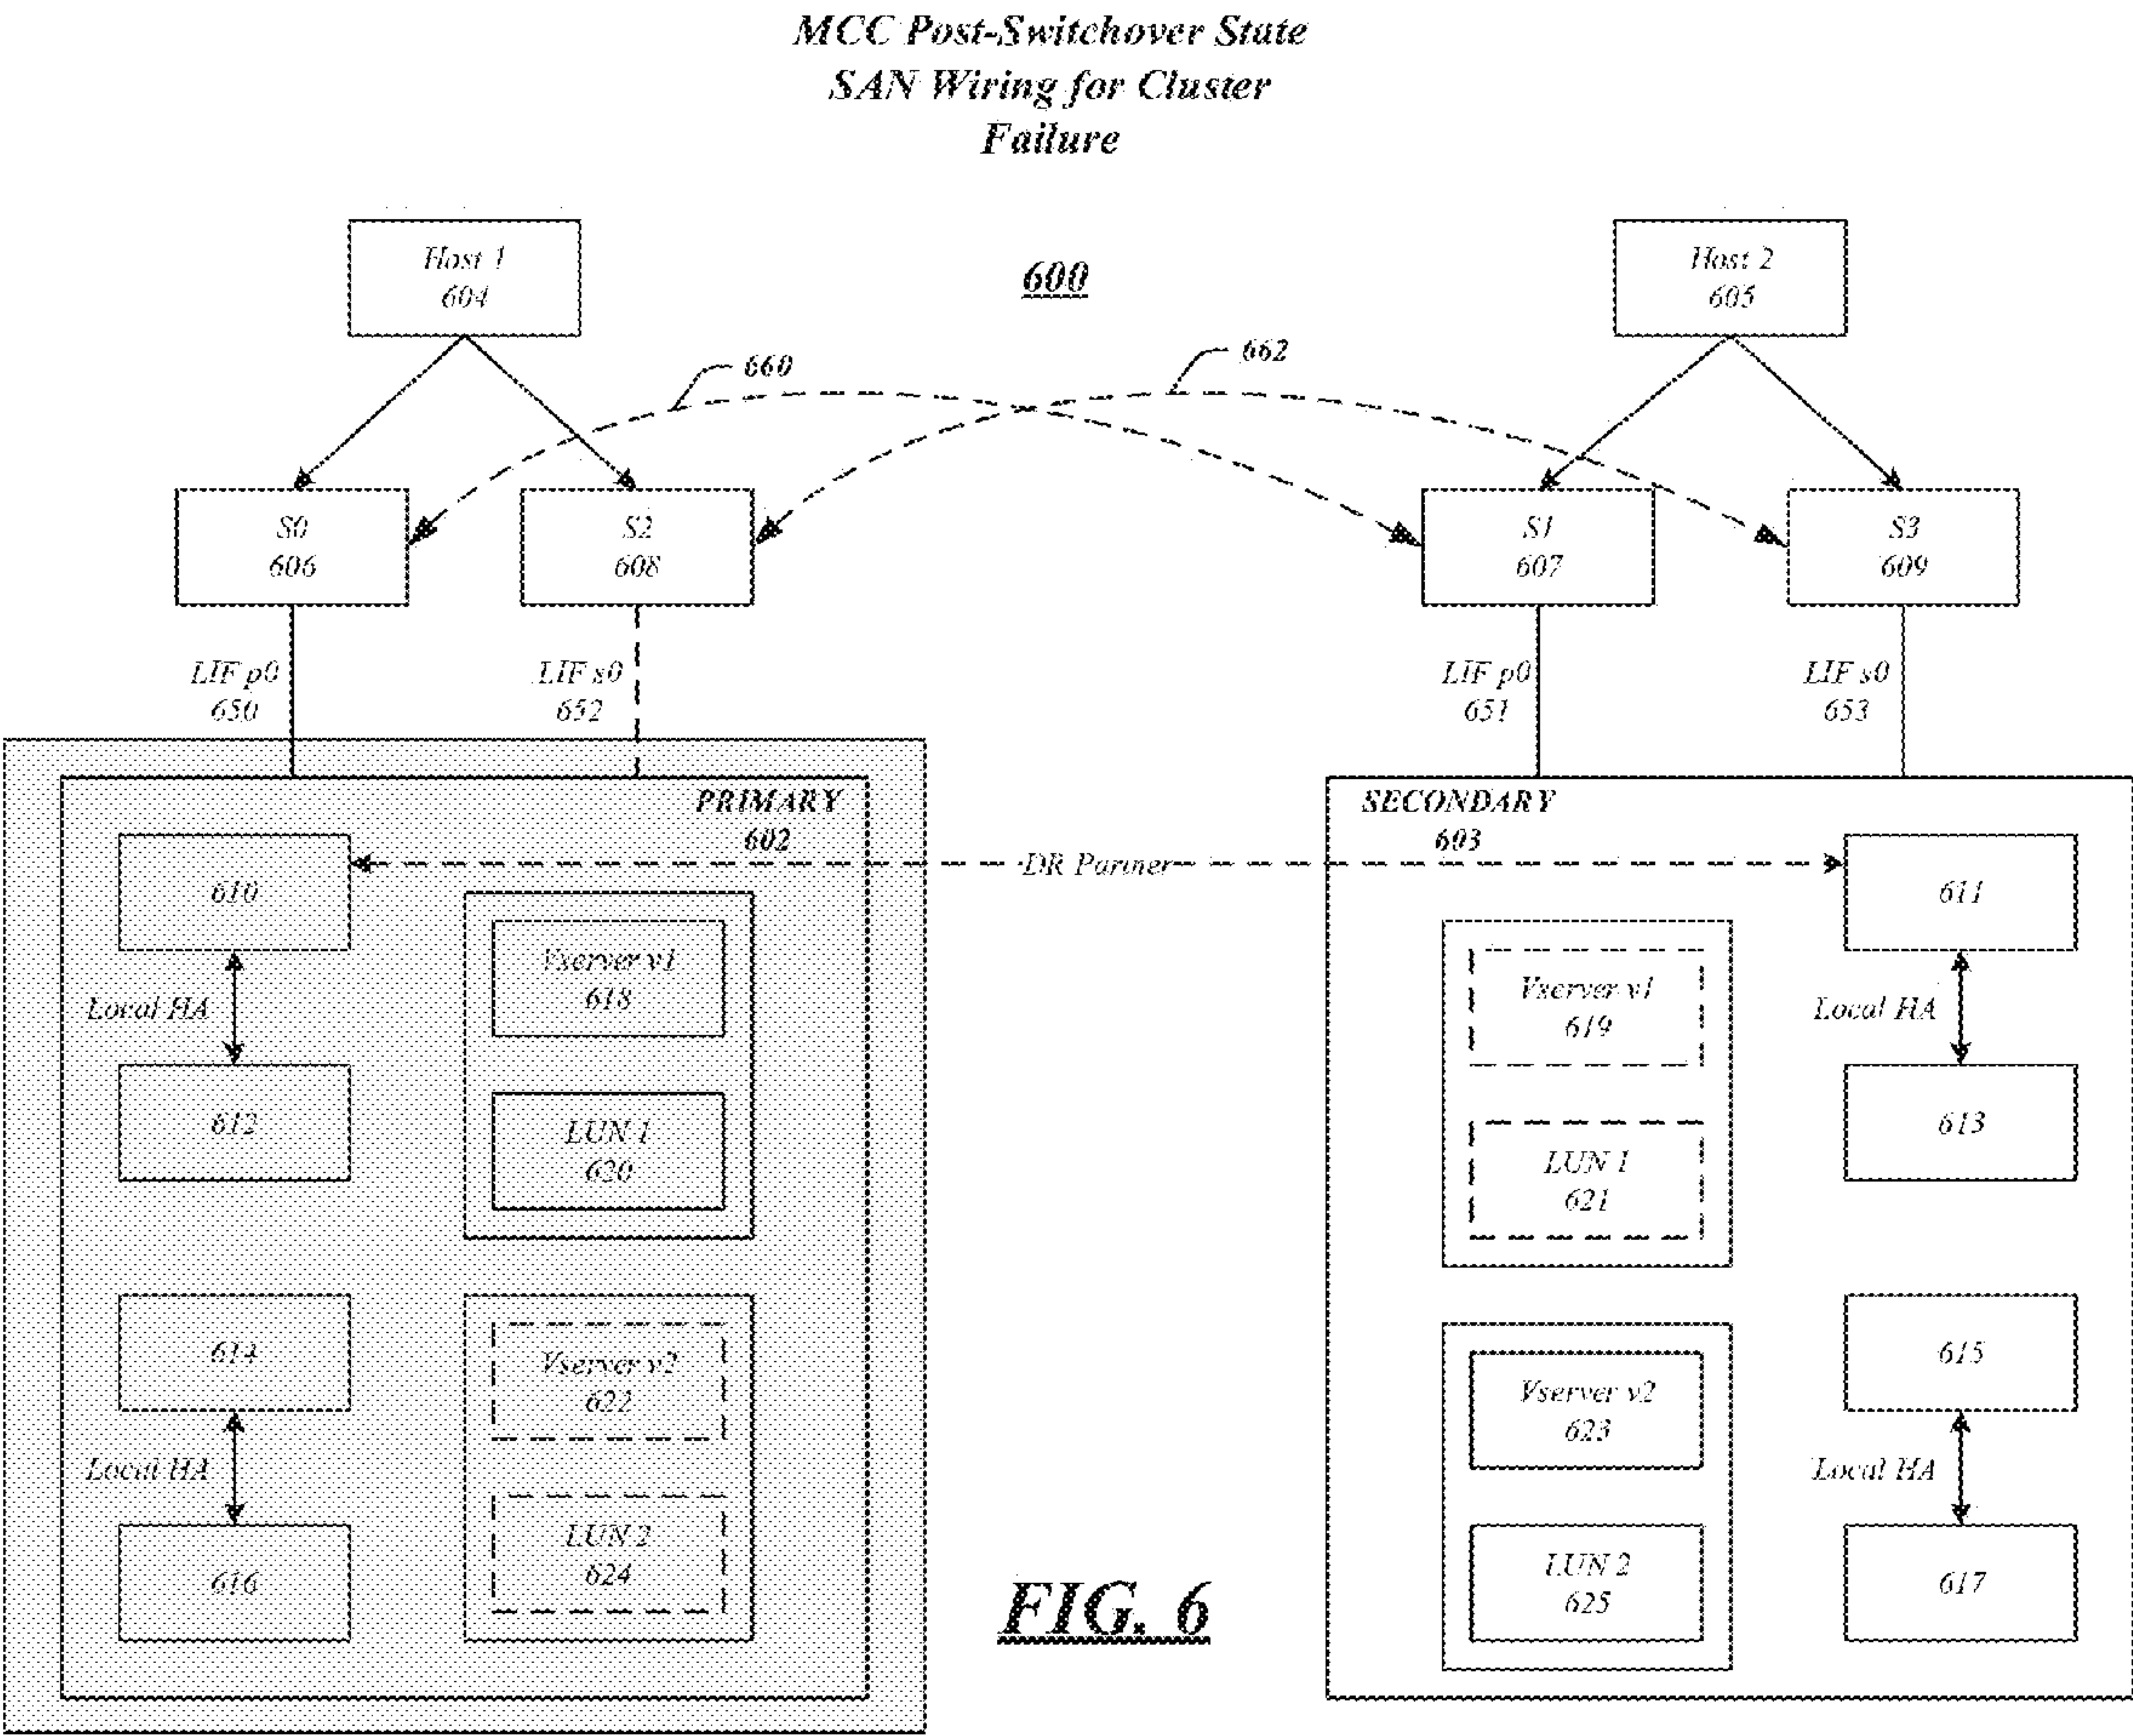 MCC Post-Switchover State
SAN Wiring for Cluster
Failure
Host 1
604
600
Host 2
605
660
662
S0
606
S2
608
S1
607
S3
609
LIF p0
650
LIF s0
652
LIF p0
651
LIF s0
653
PRIMARY
602
SECONDARY
603
DR Partner
610
611
Vserver v1
618
Vserver v1
619
Local HA
Local HA
612
613
LUN 1
620
LUN 1
621
614
615
Vserver v2
622
Vserver v2
623
Local HA
Local HA
LUN 2
624
LUN 2
625
616
617
FIG. 6